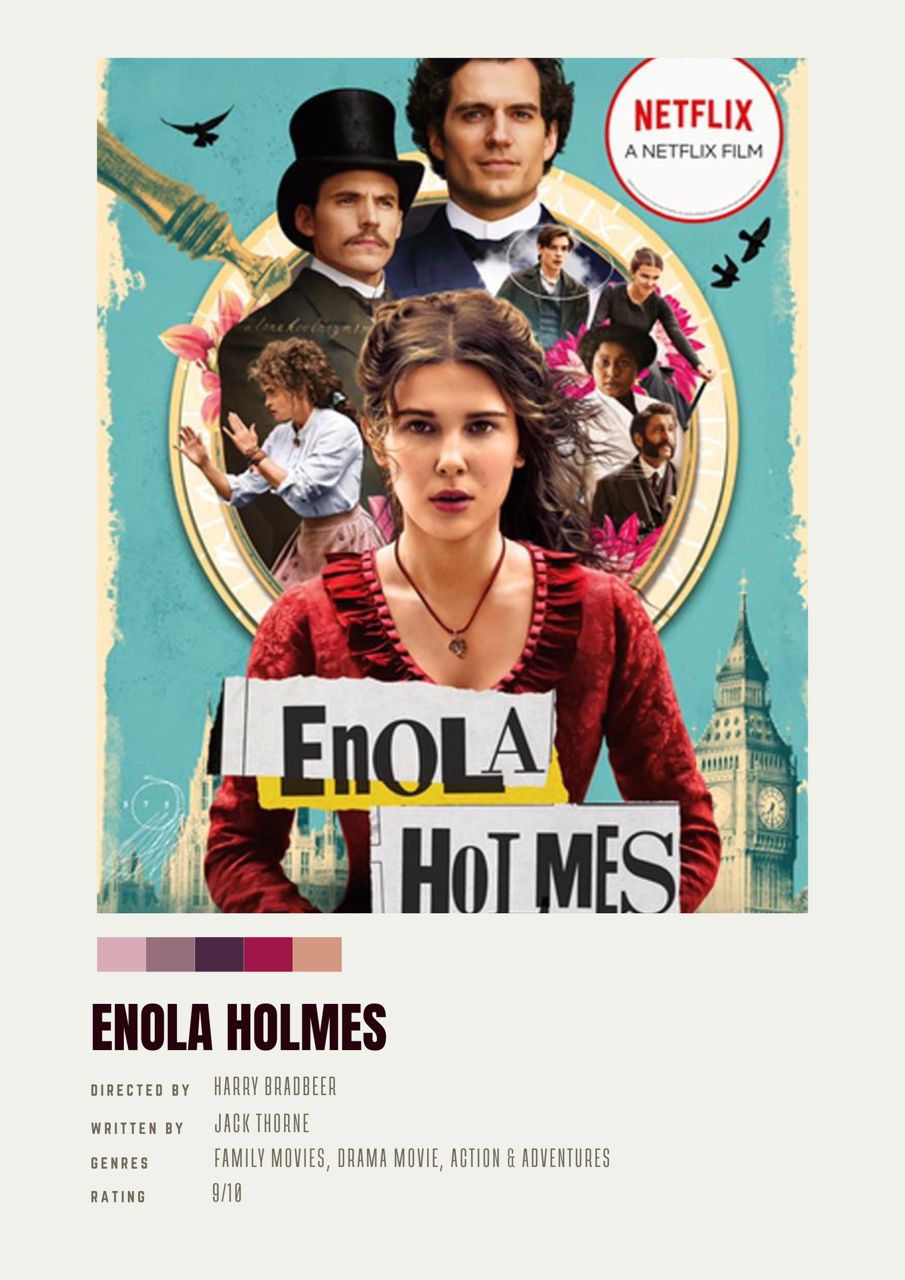 NETFLIX
A NETFLIX FILM
EnOLA
HOLMES
ENOLA HOLMES
DIRECTED BY HARRY BRADBEER
WRITTEN BY JACK THORNE
GENRES FAMILY MOVIES, DRAMA MOVIE, ACTION & ADVENTURES
RATING 9/10